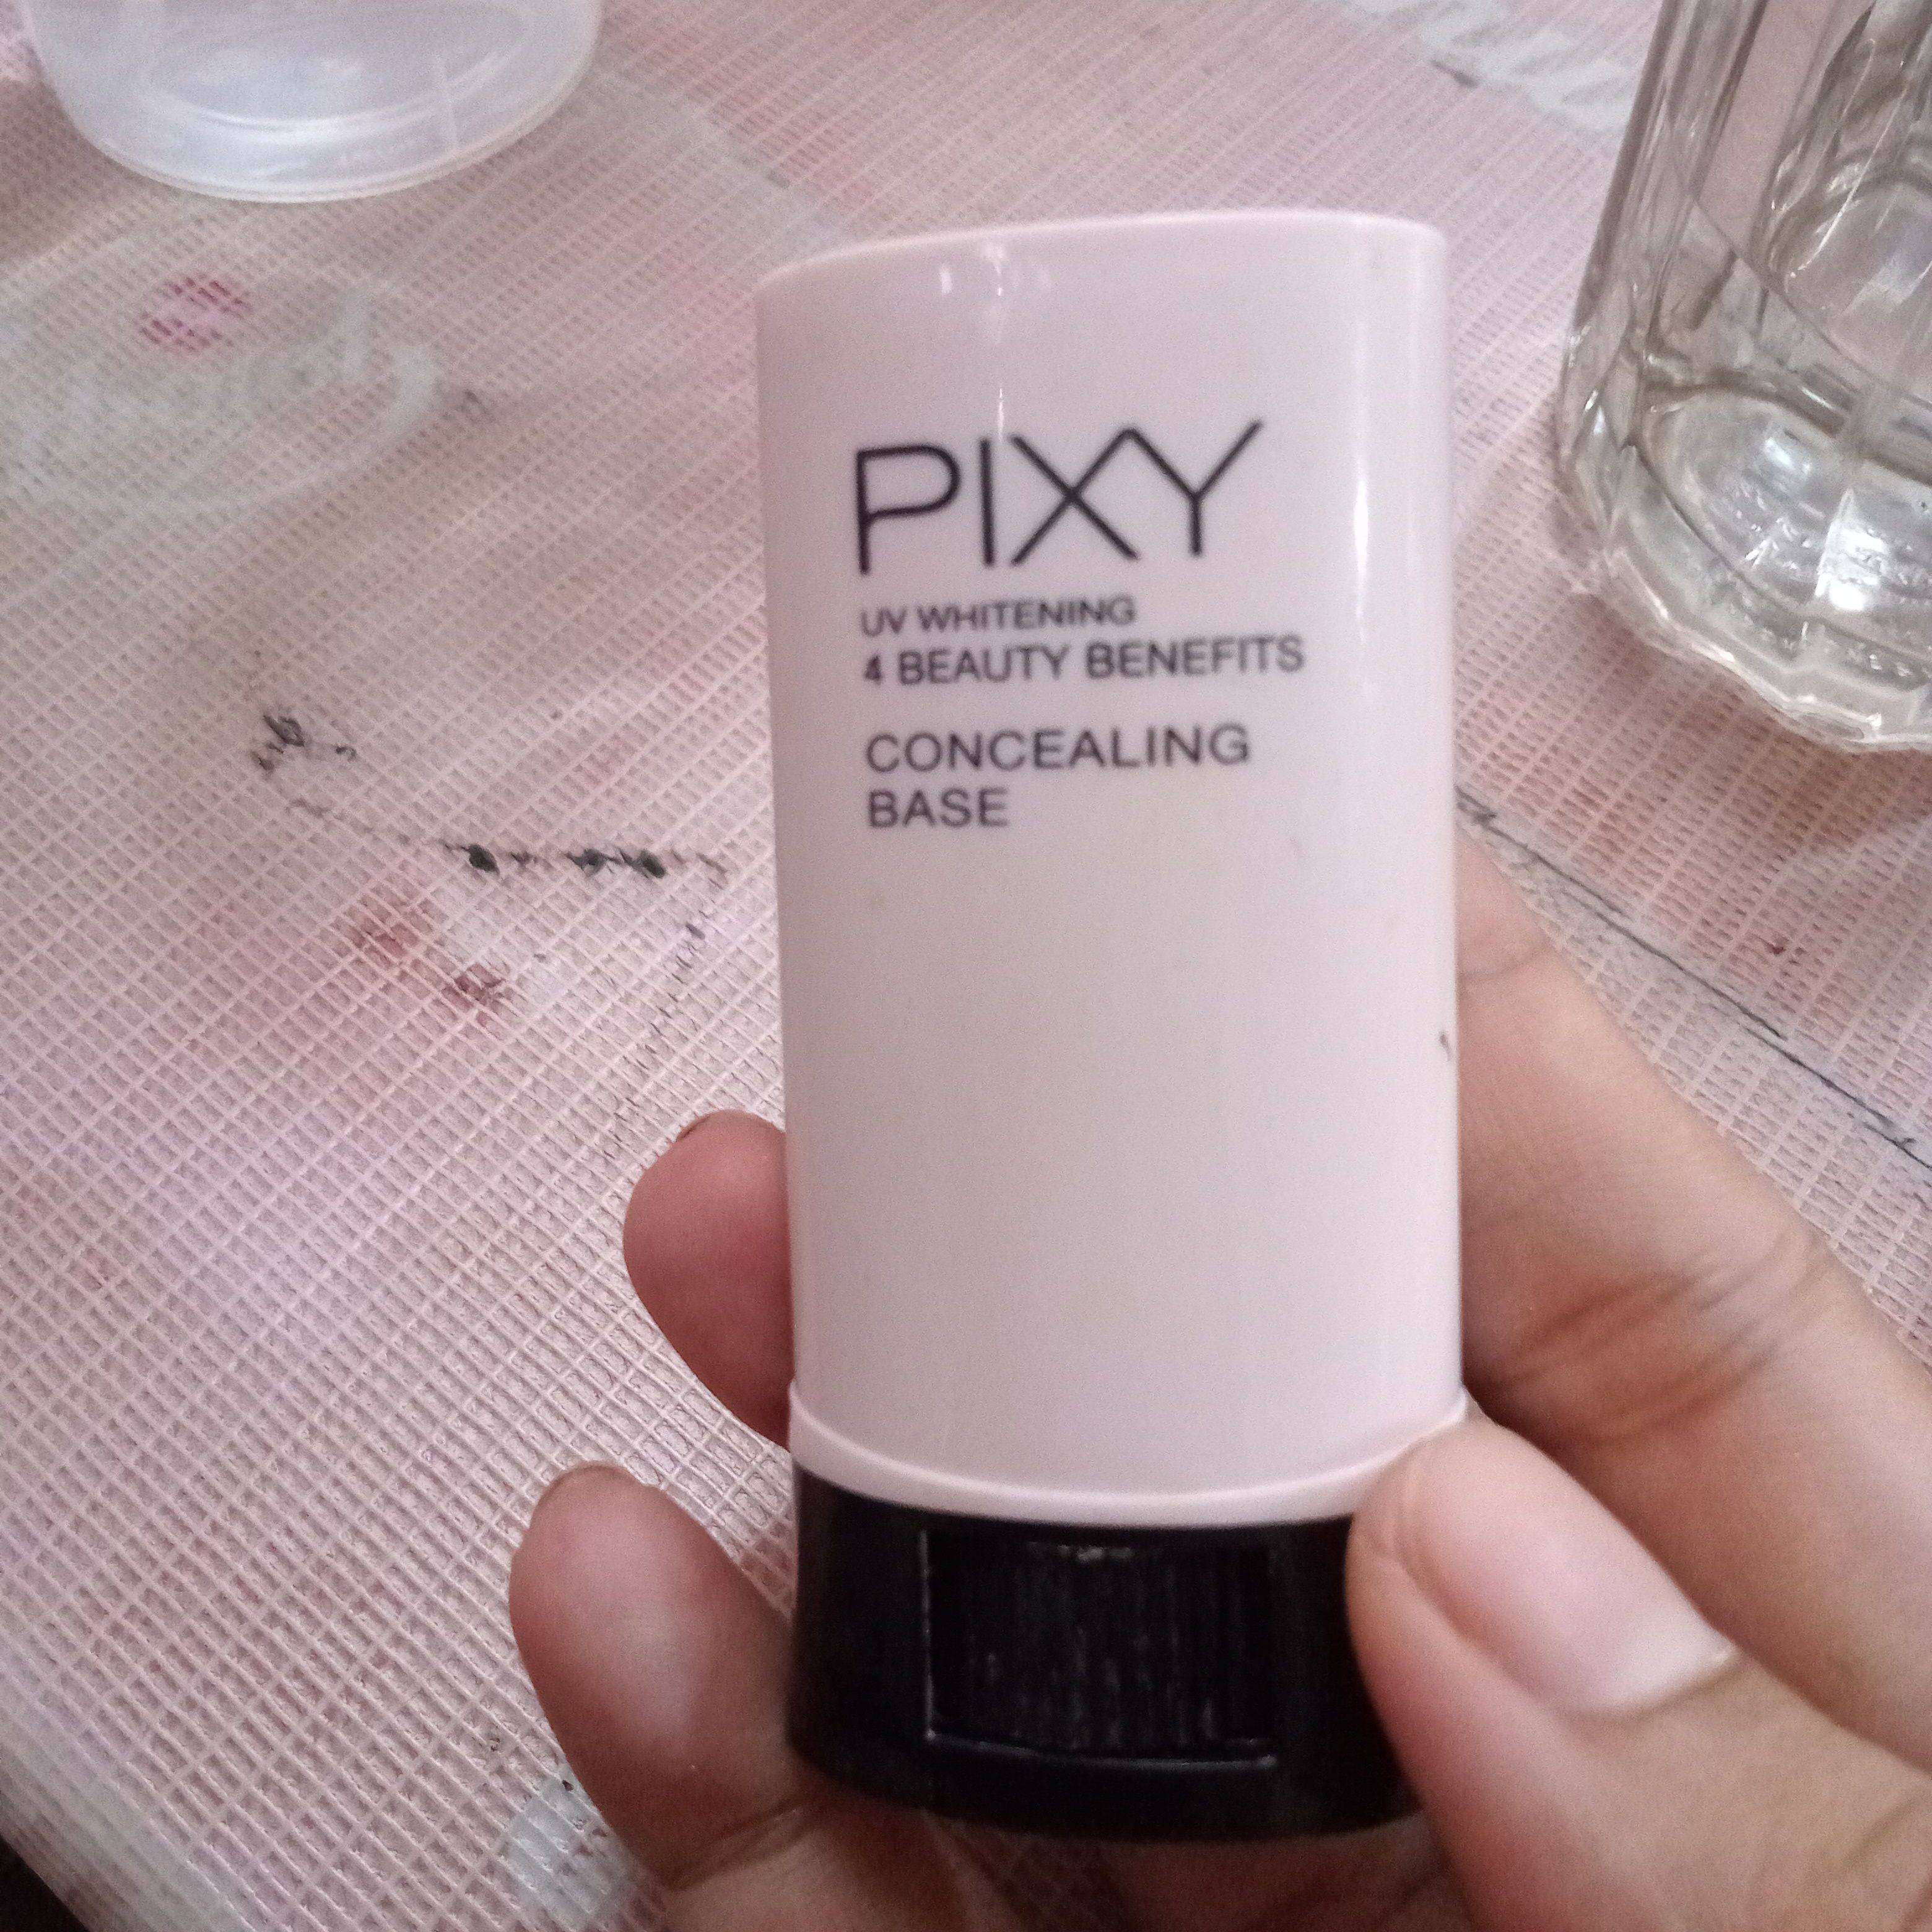 PIXY
UV WHITENING
4 BEAUTY BENEFITS
CONCEALING
BASE